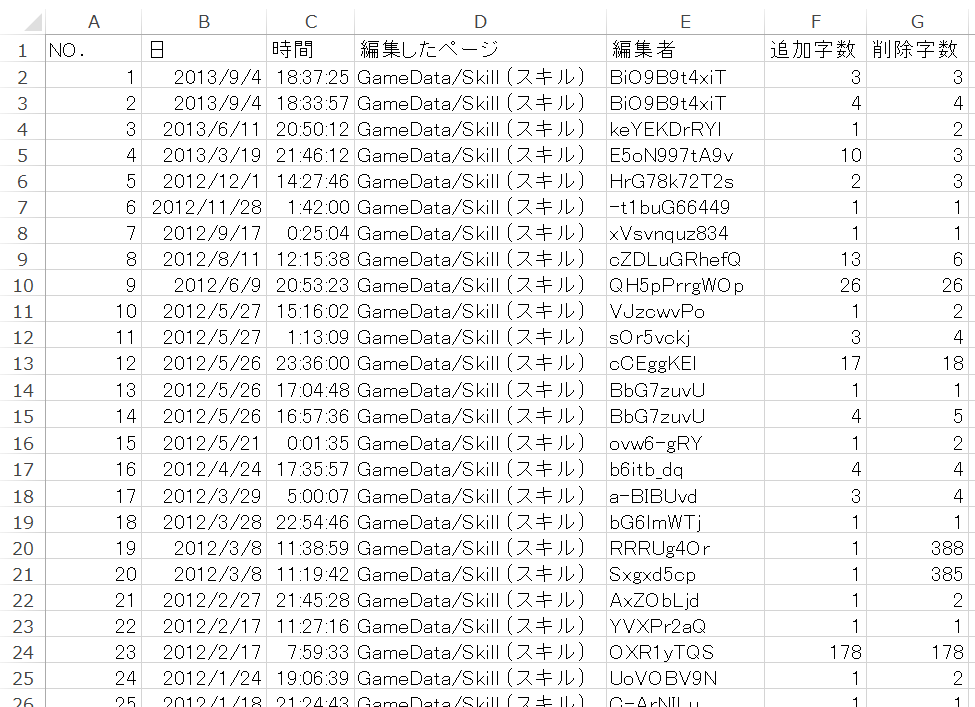 A B C D E F G
1 NO. 日 時間 編集したページ 編集者 追加字数 削除字数
2 1 2013/9/4 18:37:25 GameData/Skill(スキル) BiO9B9t4xiT 3 3
3 2 2013/9/4 18:33:57 GameData/Skill(スキル) BiO9B9t4xiT 4 4
4 3 2013/6/11 20:50:12 GameData/Skill(スキル) keYEKDrRYI 1 2
5 4 2013/3/19 21:46:12 GameData/Skill(スキル) E5oN997tA9v 10 3
6 5 2012/12/1 14:27:46 GameData/Skill(スキル) HrG78k72T2s 2 3
7 6 2012/11/28 1:42:00 GameData/Skill(スキル) -t1buG66449 1 1
8 7 2012/9/17 0:25:04 GameData/Skill(スキル) xVsvnquz834 1 1
9 8 2012/8/11 12:15:38 GameData/Skill(スキル) cZDLuGRhefQ 13 6
10 9 2012/6/9 20:53:23 GameData/Skill(スキル) QH5pPrrgWOp 26 26
11 10 2012/5/27 15:16:02 GameData/Skill(スキル) VJzcwvPo 1 2
12 11 2012/5/27 1:13:09 GameData/Skill(スキル) sOr5vckj 3 4
13 12 2012/5/26 23:36:00 GameData/Skill(スキル) cCEggKEI 17 18
14 13 2012/5/26 17:04:48 GameData/Skill(スキル) BbG7zuvU 1 1
15 14 2012/5/26 16:57:36 GameData/Skill(スキル) BbG7zuvU 4 5
16 15 2012/5/21 0:01:35 GameData/Skill(スキル) ovw6-gRY 1 2
17 16 2012/4/24 17:35:57 GameData/Skill(スキル) b6itb_dq 4 4
18 17 2012/3/29 5:00:07 GameData/Skill(スキル) a-BIBUvd 3 4
19 18 2012/3/28 22:54:46 GameData/Skill(スキル) bG6ImWTj 1 1
20 19 2012/3/8 11:38:59 GameData/Skill(スキル) RRRUg4Or 1 388
21 20 2012/3/8 11:19:42 GameData/Skill(スキル) Sxgxd5cp 1 385
22 21 2012/2/27 21:45:28 GameData/Skill(スキル) AxZObLjd 1 2
23 22 2012/2/17 11:27:16 GameData/Skill(スキル) YVXPr2aQ 1 1
24 23 2012/2/17 7:59:33 GameData/Skill(スキル) OXR1yTQS 178 178
25 24 2012/1/24 19:06:39 GameData/Skill(スキル) UoVOBV9N 1 2
26 25 2012/1/18 21:24:43 GameData/Skill(スキル) C-ArNILu 1 1